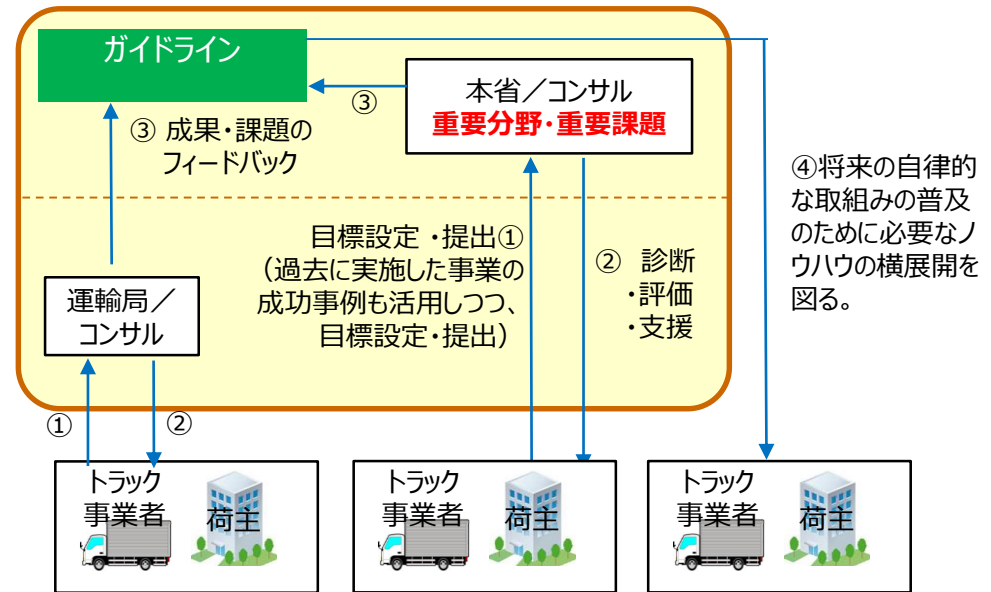 ガイドライン
③
本省／コンサル
重要分野・重要課題
③ 成果・課題の
フィードバック
目標設定 ・提出①
（過去に実施した事業の
成功事例も活用しつつ、
目標設定・提出）
② 診断
・評価
・支援
④将来の自律的
な取組みの普及
のために必要なノ
ウハウの横展開を
図る。
運輸局／
コンサル
①
②
トラック
事業者
荷主
トラック
事業者
荷主
トラック
事業者
荷主